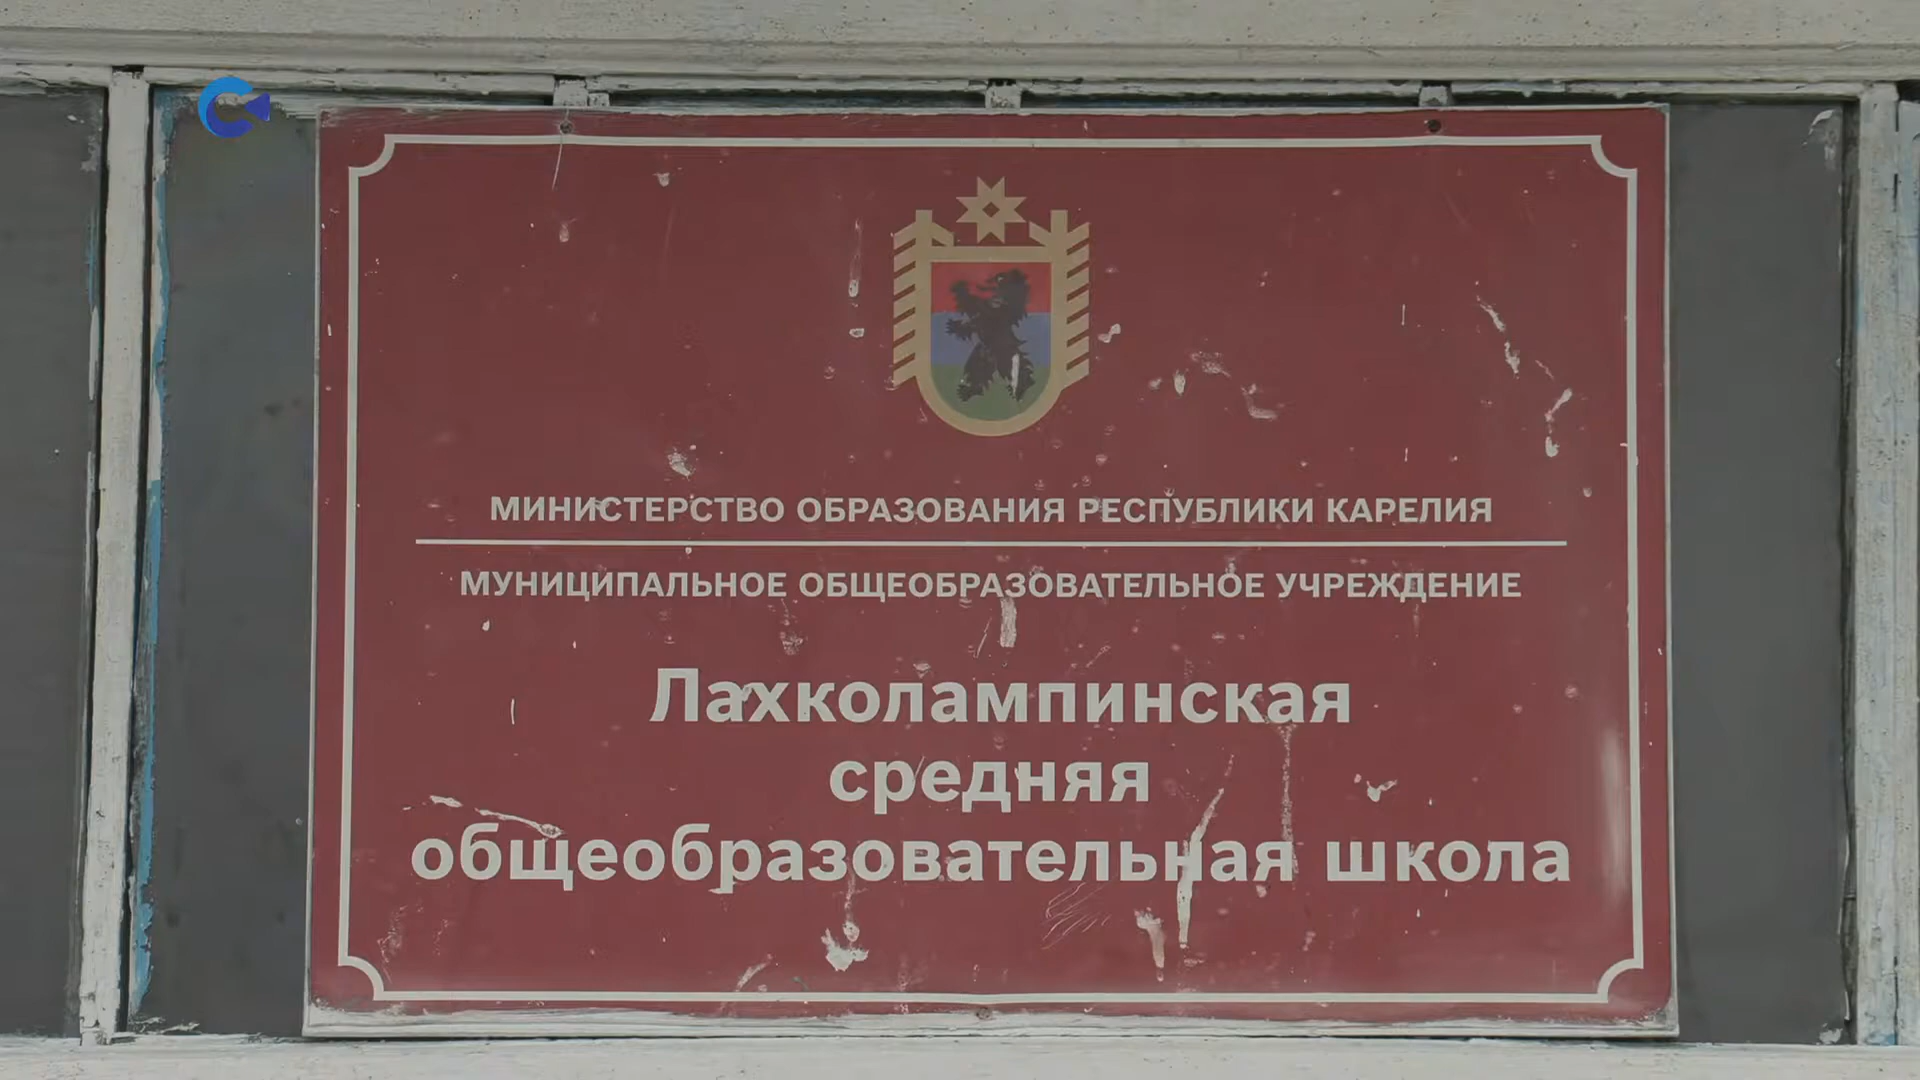 МИНИСТЕРСТВО ОБРАЗОВАНИЯ РЕСПУБЛИКИ КАРЕЛИЯ
МУНИЦИПАЛЬНОЕ ОБЩЕОБРАЗОВАТЕЛЬНОЕ УЧРЕЖДЕНИЕ
Лахколампинская
средняя
общеобразовательная школа